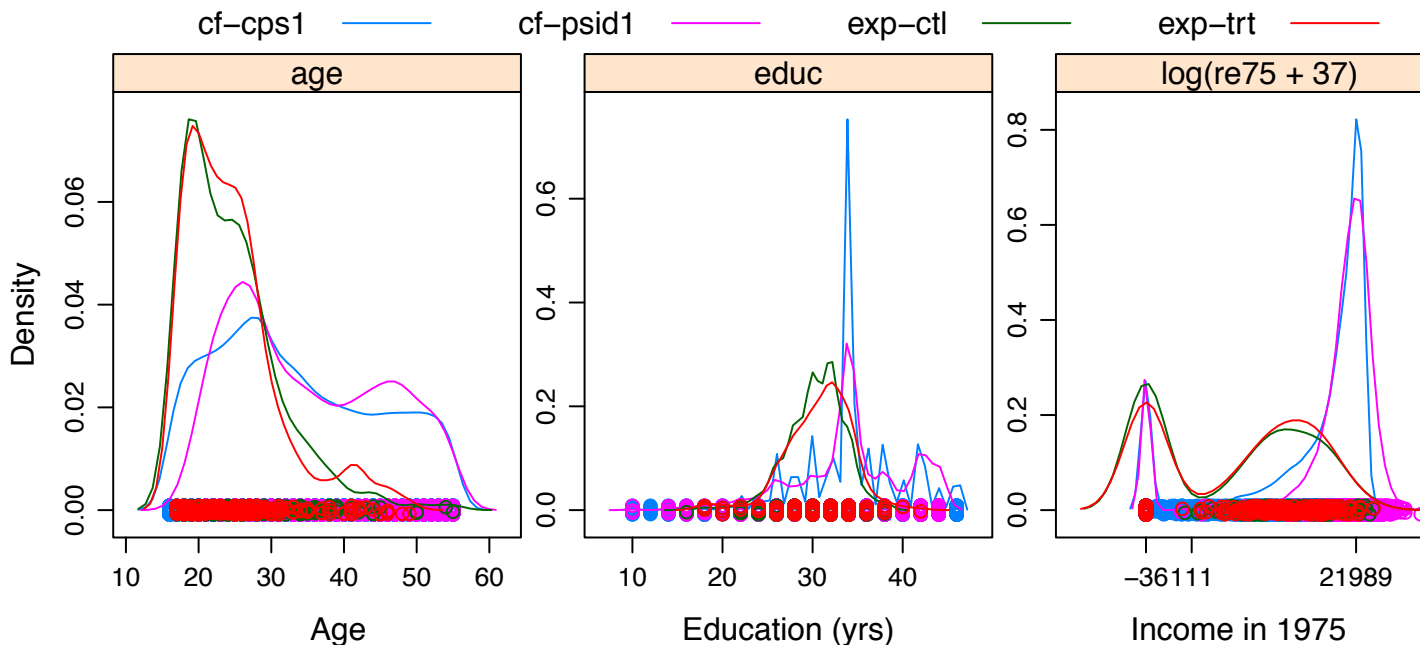 cf−cps1 cf−psid1 exp−ctl exp−trt
age educ log(re75 + 37)
Density
0.00 0.02 0.04 0.06
10 20 30 40 50 60
Age
0.0 0.2 0.4 0.6
10 20 30 40
Education (yrs)
0.0 0.2 0.4 0.6 0.8
−36 111 21989
Income in 1975